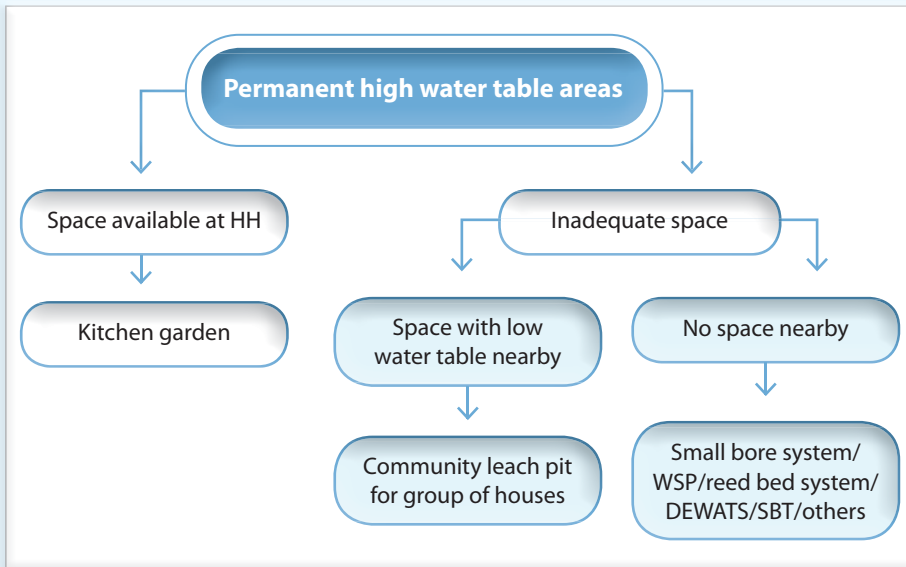 Permanent high water table areas
Space available at HH
Inadequate space
Kitchen garden
Space with low
water table nearby
No space nearby
Community leach pit
for group of houses
Small bore system/
WSP/reed bed system/
DEWATS/SBT/others